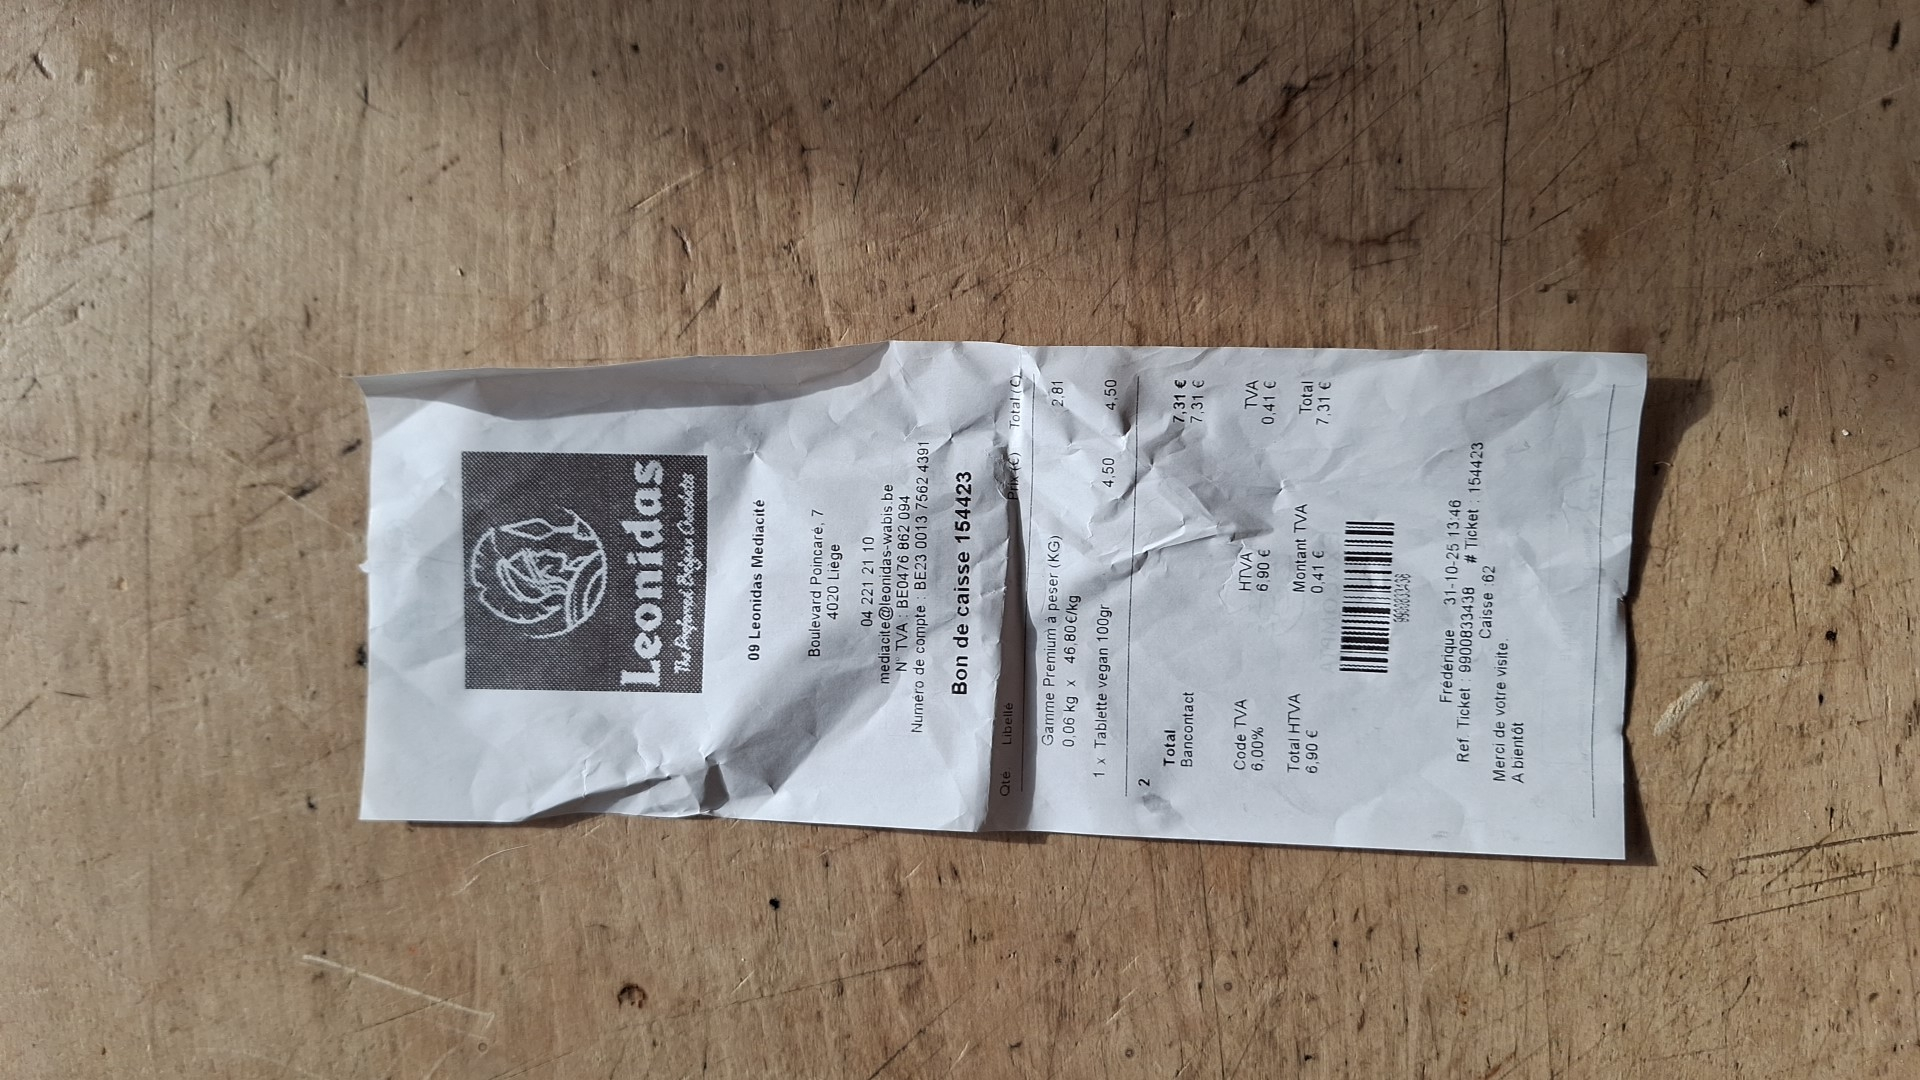 Leonidas
The Preferred Belgian Chocolates
09 Leonidas Mediacité
Boulevard Poincaré, 7
4020 Liège
04 221 21 10
mediacite@leonidas-wabis.be
N° TVA : BE0476 862 094
Numéro de compte : BE23 0013 7562 4391
Bon de caisse 154423
Qté Libellé Prix (€) Total (€)
Gamme Premium à peser (KG) 2,81
0,06 kg x 46,80€/kg
1 x Tablette vegan 100gr 4,50 4,50
2
Total 7,31 €
Bancontact 7,31 €
Code TVA HTVA TVA
6,00% 6,90 € 0,41 €
Total HTVA Montant TVA Total
6,90 € 0,41 € 7,31 €
Frédérique 31-10-25 13:46
Ref. Ticket : 9900833438 # Ticket : 154423
Caisse :62
Merci de votre visite.
A bientôt